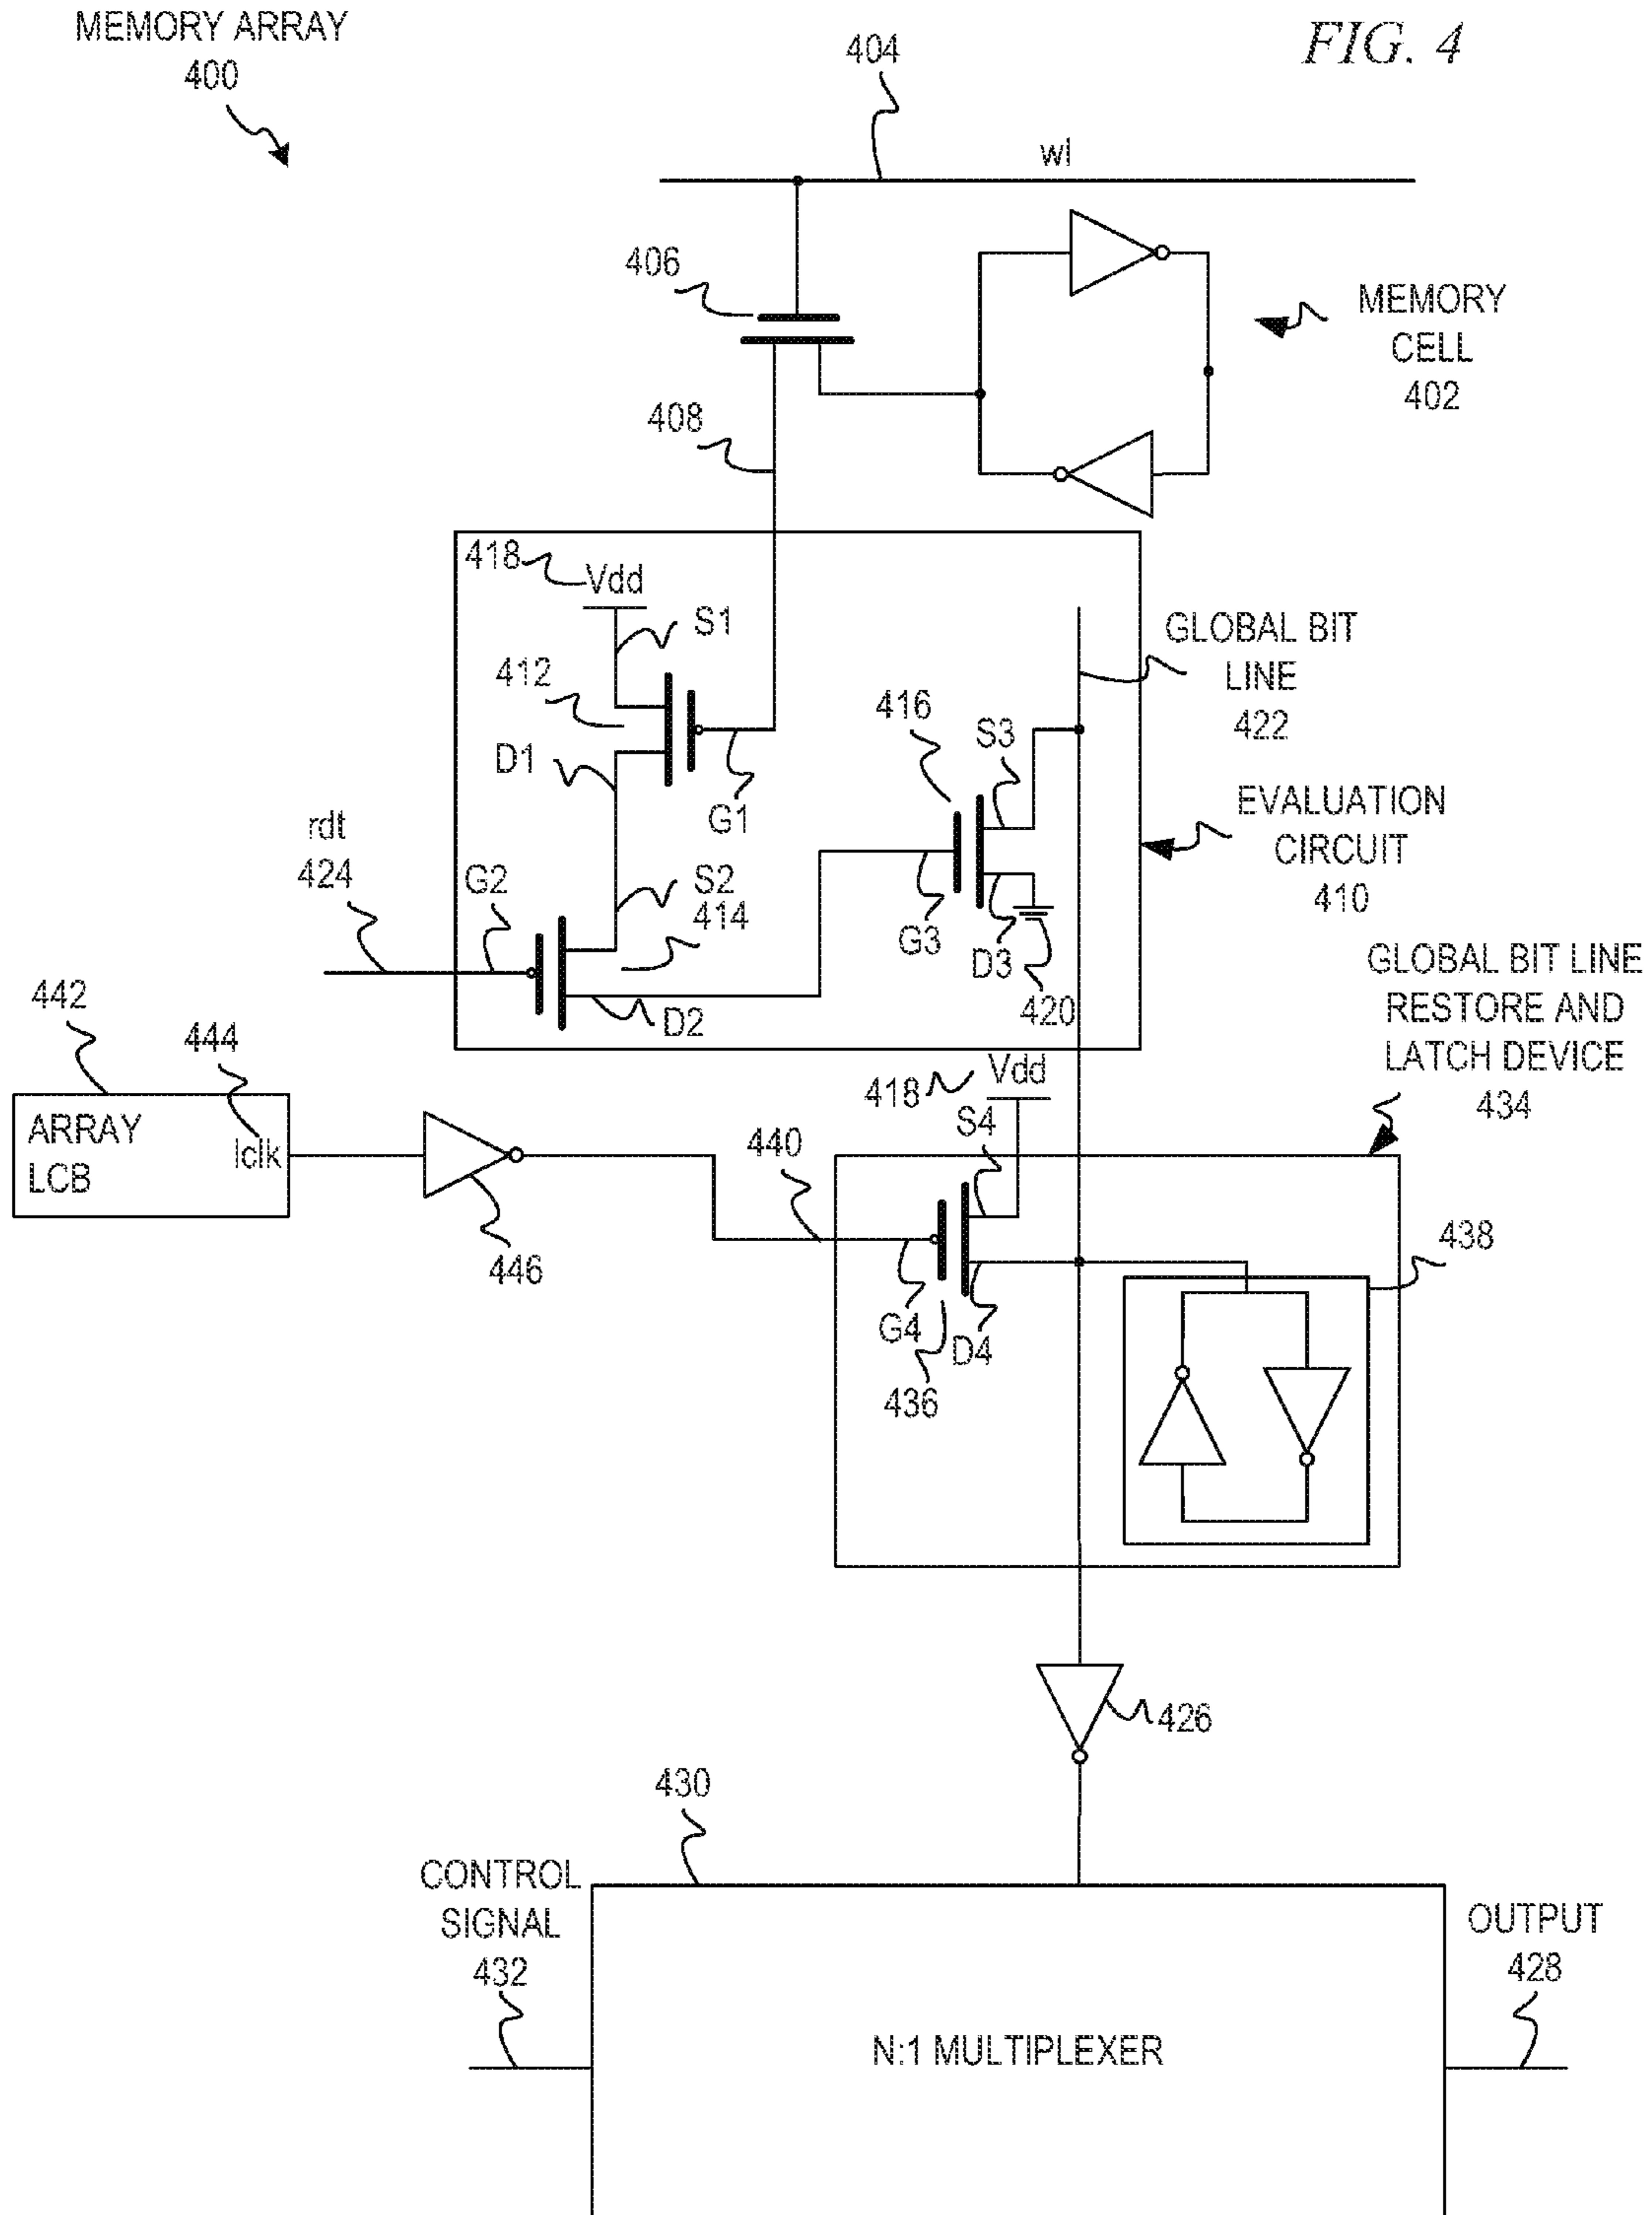 MEMORY ARRAY
400
FIG. 4
404
wl
406
MEMORY
CELL
402
408
418
Vdd
S1
412
D1
G1
GLOBAL BIT
LINE
422
416
S3
EVALUATION
CIRCUIT
410
rdt
424
G2
S2
414
G3
D3
420
D2
GLOBAL BIT LINE
RESTORE AND
LATCH DEVICE
434
442
444
ARRAY
LCB
lclk
446
440
418
Vdd
S4
G4
D4
436
438
426
430
CONTROL
SIGNAL
432
N:1 MULTIPLEXER
OUTPUT
428